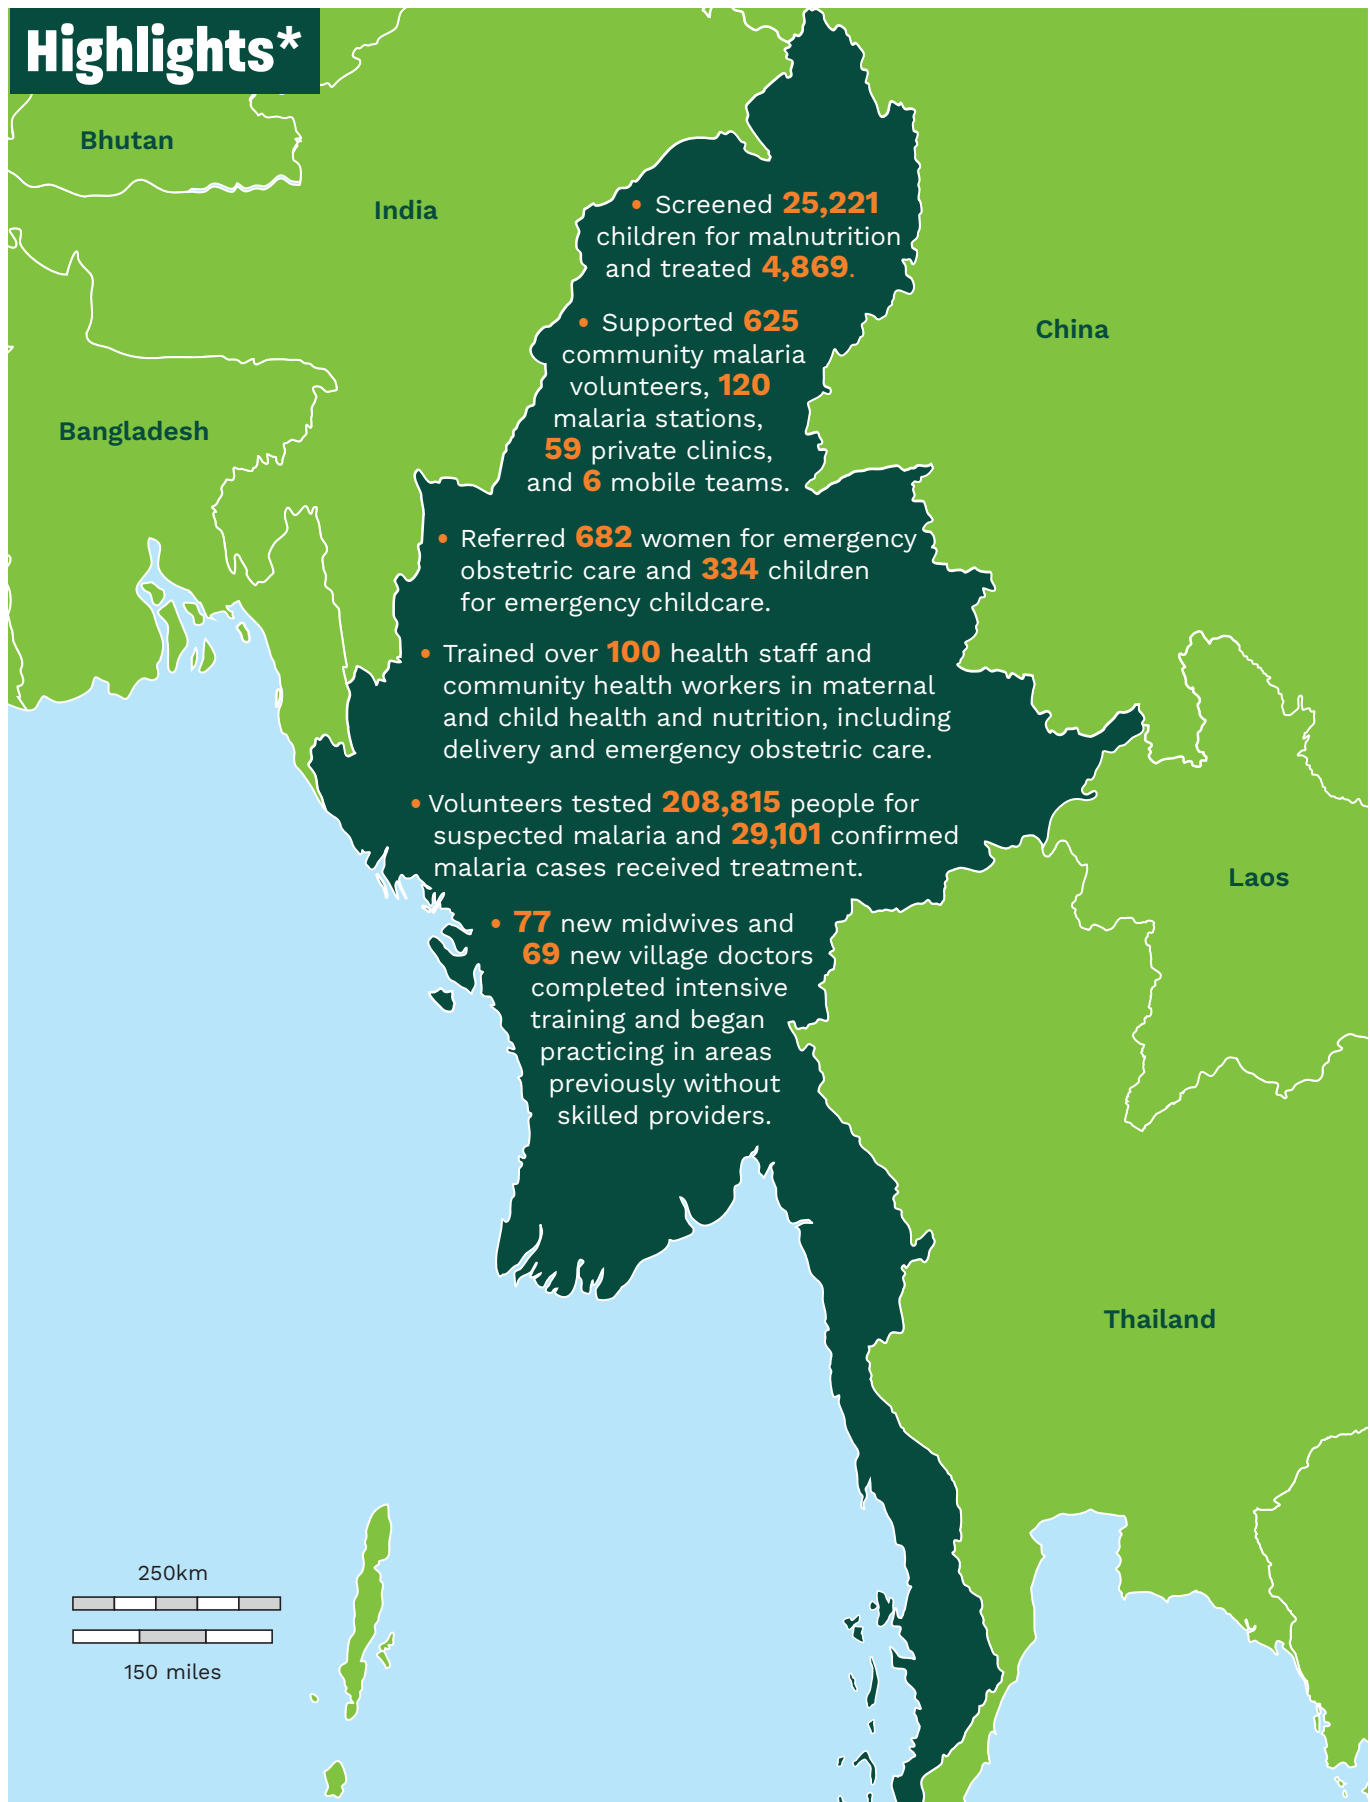 Highlights*
Bhutan
India
China
Bangladesh
• Screened 25,221
children for malnutrition
and treated 4,869.
• Supported 625
community malaria
volunteers, 120
malaria stations,
59 private clinics,
and 6 mobile teams.
• Referred 682 women for emergency
obstetric care and 334 children
for emergency childcare.
• Trained over 100 health staff and
community health workers in maternal
and child health and nutrition, including
delivery and emergency obstetric care.
• Volunteers tested 208,815 people for
suspected malaria and 29,101 confirmed
malaria cases received treatment.
• 77 new midwives and
69 new village doctors
completed intensive
training and began
practicing in areas
previously without
skilled providers.
Laos
Thailand
250km
150 miles